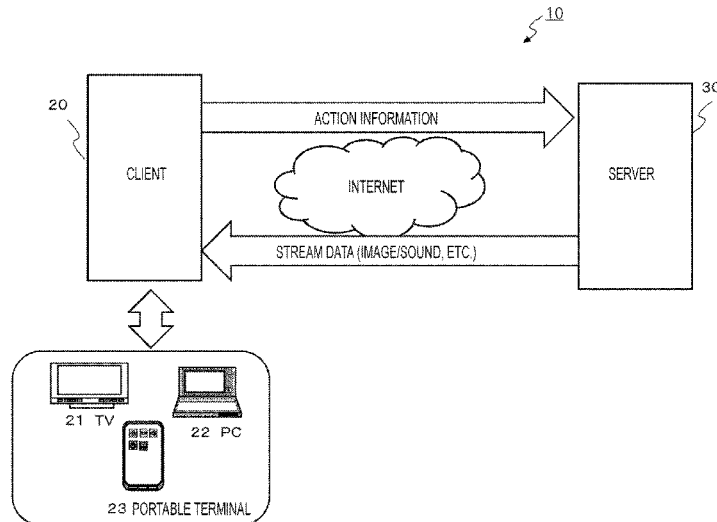 10
20
30
ACTION INFORMATION
CLIENT
INTERNET
SERVER
STREAM DATA (IMAGE/SOUND, ETC.)
21 TV
22 PC
23 PORTABLE TERMINAL